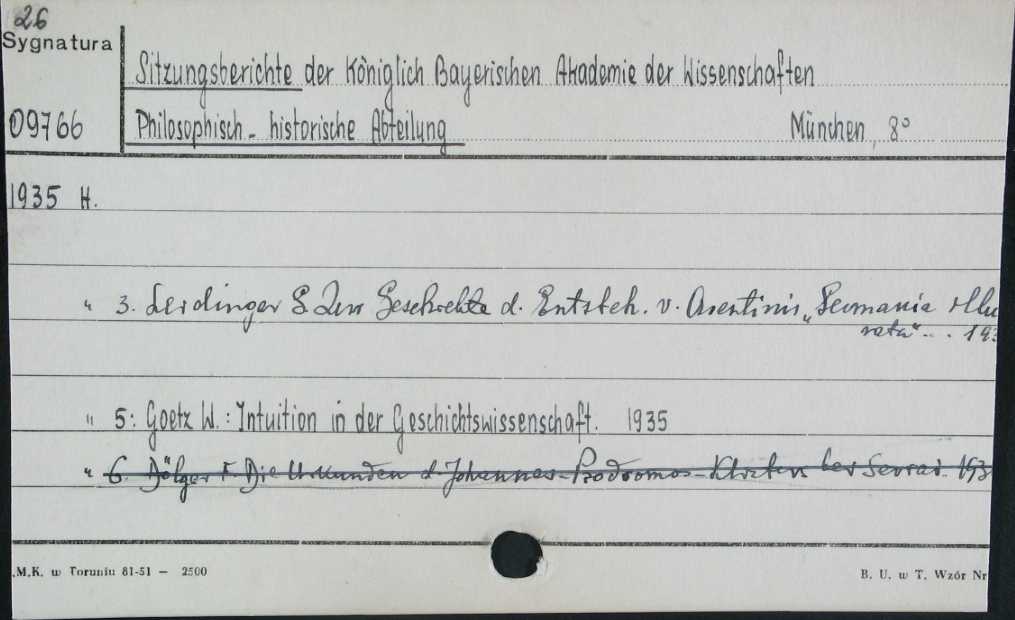 26
Sygnatura
Sitzungsberichte der Königlich Bayerischen Akademie der Wissenschaften
09766 Philosophisch - historische Abteilung München, 8°
1935 H.
" 3. Leidinger G Zur Geschichte d. Entsteh. v. Aventinis „Germania illu
rata" .. 193
" 5: Goetz W.: Intuition in der Geschichtswissenschaft. 1935
" 6. Dölger F. Die Urkunden d. Johannes-Prodromos-Klosters bei Serrai. 193
.M.K. w Toruniu 81-51 — 2500
B. U. w T. Wzór Nr